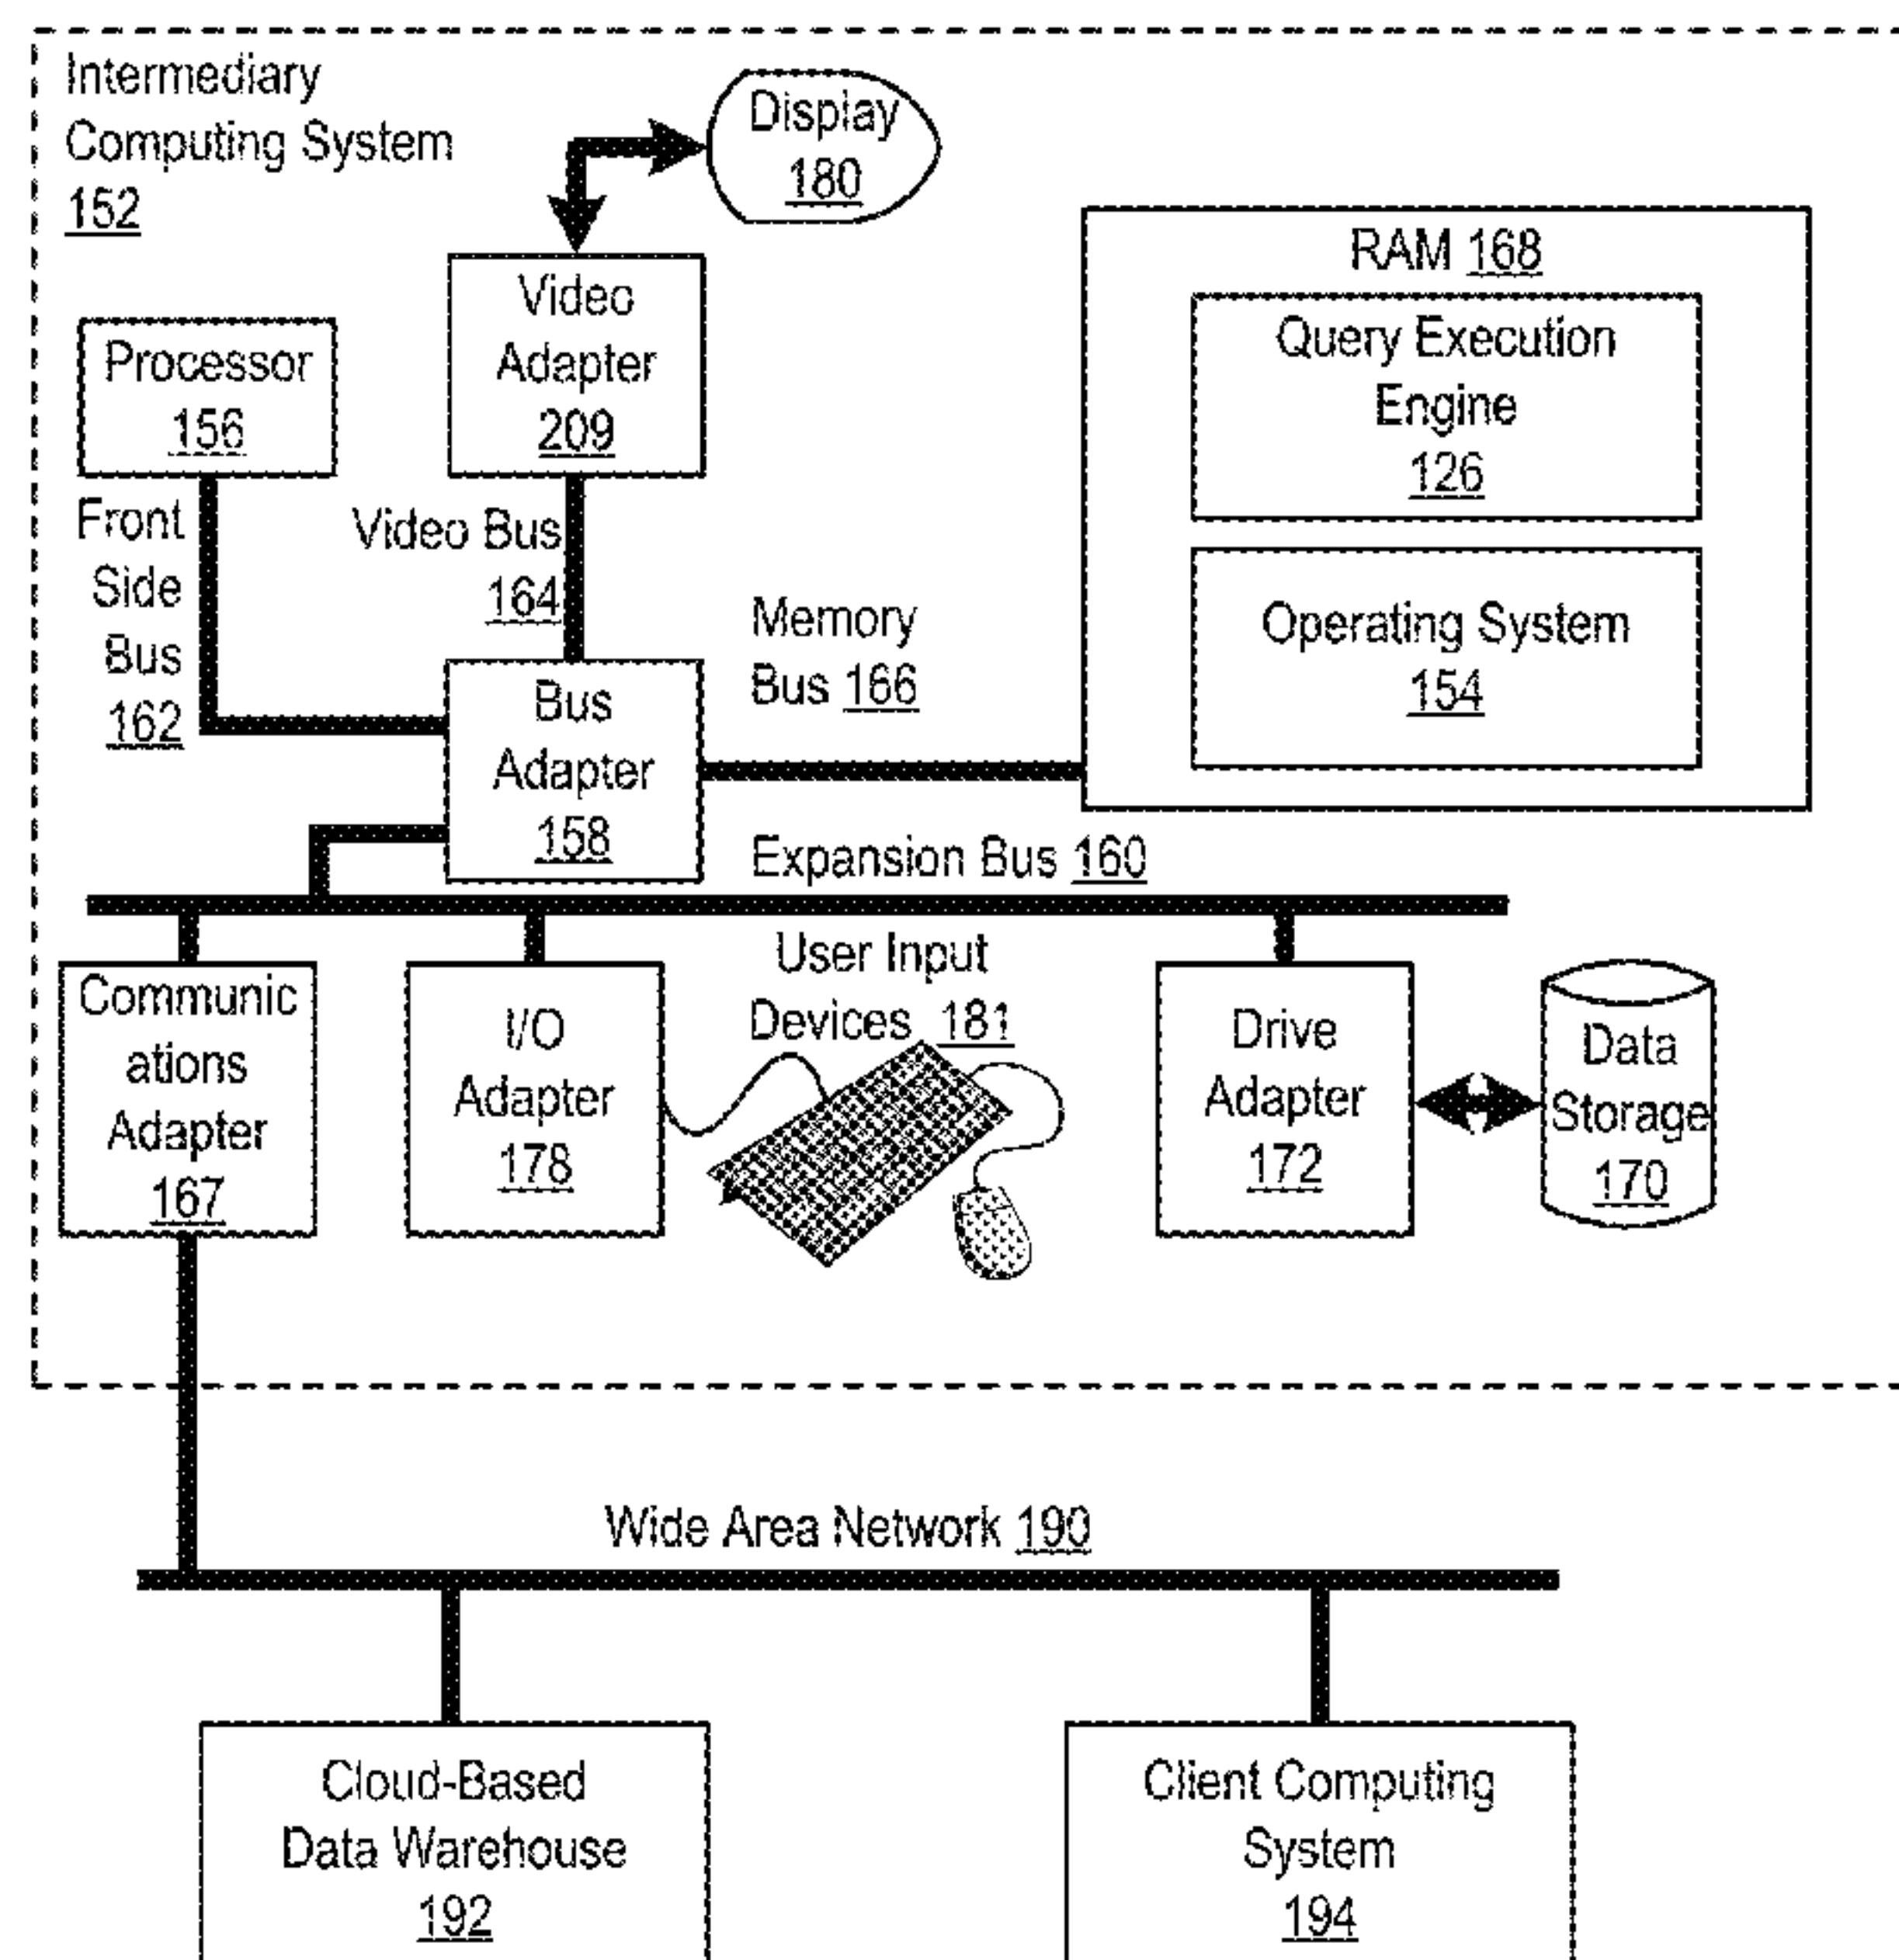 Intermediary
Computing System
152
Display
180
Video
Adapter
209
Processor
156
RAM 168
Query Execution
Engine
126
Operating System
154
Front
Side
Bus
162
Video Bus
164
Memory
Bus 166
Bus
Adapter
158
Expansion Bus 160
Communic
ations
Adapter
167
I/O
Adapter
178
User Input
Devices 181
Drive
Adapter
172
Data
Storage
170
Wide Area Network 190
Cloud-Based
Data Warehouse
192
Client Computing
System
194